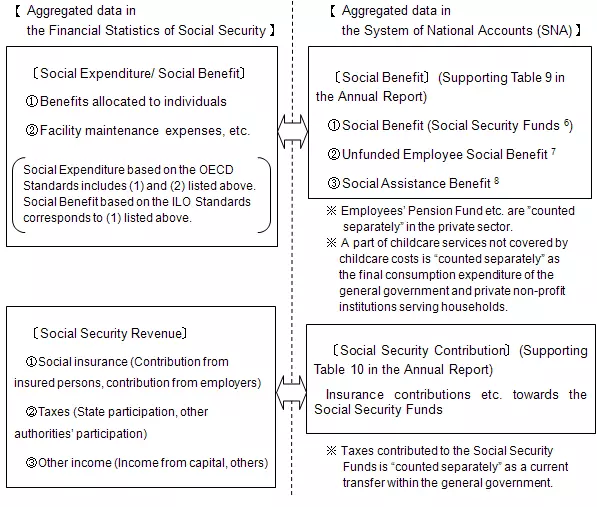 【 Aggregated data in
the Financial Statistics of Social Security 】
〔Social Expenditure/ Social Benefit〕
①Benefits allocated to individuals
②Facility maintenance expenses, etc.
Social Expenditure based on the OECD
Standards includes (1) and (2) listed above.
Social Benefit based on the ILO Standards
corresponds to (1) listed above.
〔Social Security Revenue〕
①Social insurance (Contribution from
insured persons, contribution from employers)
②Taxes (State participation, other
authorities’ participation)
③Other income (Income from capital, others)
【 Aggregated data in
the System of National Accounts (SNA) 】
〔Social Benefit〕 (Supporting Table 9 in
the Annual Report)
①Social Benefit (Social Security Funds 6)
②Unfunded Employee Social Benefit 7
③Social Assistance Benefit 8
※ Employees’ Pension Fund etc. are ”counted
separately” in the private sector.
※ A part of childcare services not covered by
childcare costs is “counted separately” as
the final consumption expenditure of the
general government and private non-profit
institutions serving households.
〔Social Security Contribution〕 (Supporting
Table 10 in the Annual Report)
Insurance contributions etc. towards the
Social Security Funds
※ Taxes contributed to the Social Security
Funds is “counted separately” as a current
transfer within the general government.